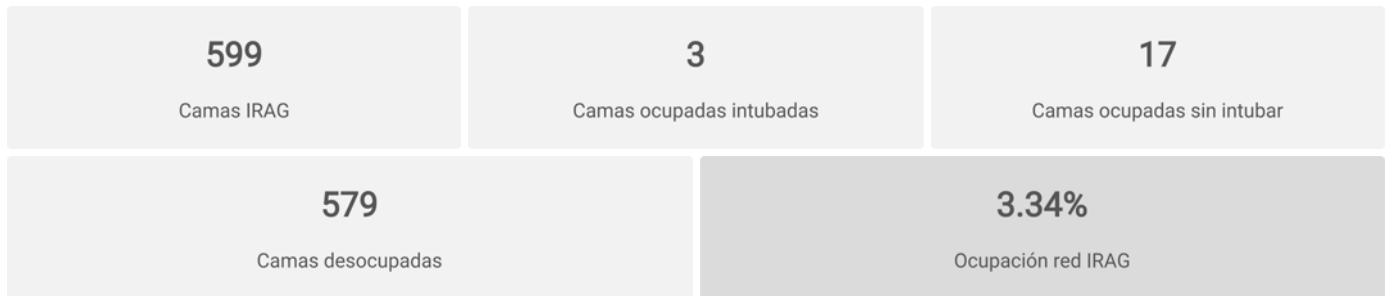 599
Camas IRAG
3
Camas ocupadas intubadas
17
Camas ocupadas sin intubar
579
Camas desocupadas
3.34%
Ocupación red IRAG